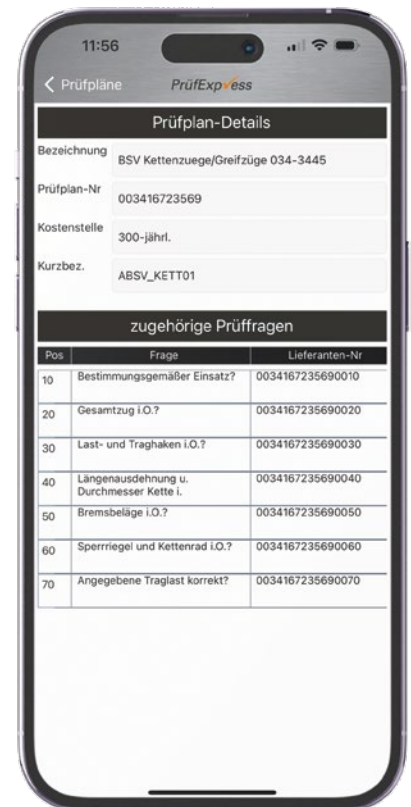 11:56
Prüfpläne
PrüfExpress
Prüfplan-Details
Bezeichnung BSV Kettenzuege/Greifzüge 034-3445
Prüfplan-Nr 003416723569
Kostenstelle 300-jährl.
Kurzbez. ABSV_KETT01
zugehörige Prüffragen
Pos Frage Lieferanten-Nr
10 Bestimmungsgemäßer Einsatz? 0034167235690010
20 Gesamtzug i.O.? 0034167235690020
30 Last- und Traghaken i.O.? 0034167235690030
40 Längenausdehnung u. 0034167235690040
Durchmesser Kette i.
50 Bremsbeläge i.O.? 0034167235690050
60 Sperrriegel und Kettenrad i.O.? 0034167235690060
70 Angegebene Traglast korrekt? 0034167235690070